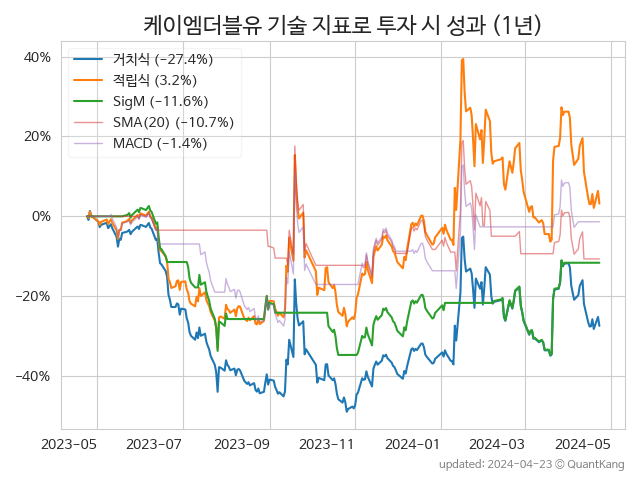 케이엠더블유 기술 지표로 투자 시 성과 (1년)
40%
20%
0%
−20%
−40%
거치식 (−27.4%)
적립식 (3.2%)
SigM (−11.6%)
SMA(20) (−10.7%)
MACD (−1.4%)
2023−05 2023−07 2023−09 2023−11 2024−01 2024−03 2024−05
updated: 2024−04−23 © QuantKang